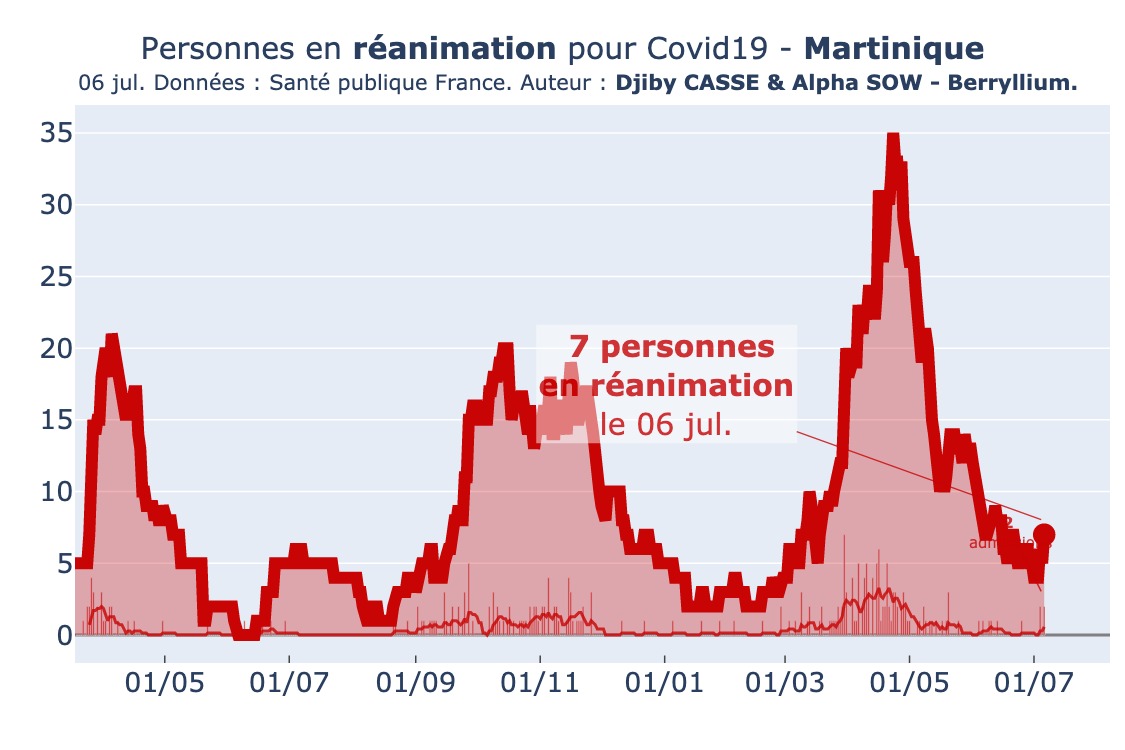 Personnes en réanimation pour Covid19 - Martinique
06 jul. Données : Santé publique France. Auteur : Djiby CASSE & Alpha SOW - Berryllium.
35
30
25
20
15
10
5
0
7 personnes
en réanimation
le 06 jul.
2
01/05 01/07 01/09 01/11 01/01 01/03 01/05 01/07